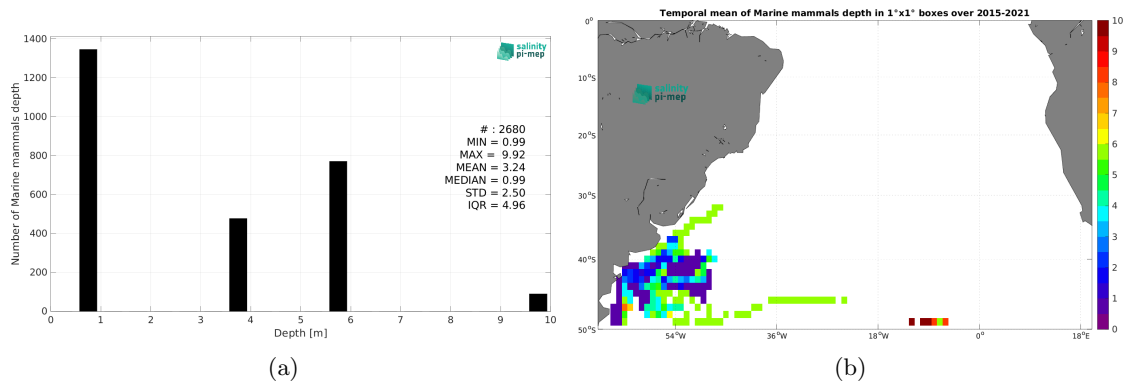 1400
1200
1000
800
600
400
200
0
Number of Marine mammals depth
0 1 2 3 4 5 6 7 8 9 10
Depth [m]
salinity
pi-mep
# : 2680
MIN = 0.99
MAX = 9.92
MEAN = 3.24
MEDIAN = 0.99
STD = 2.50
IQR = 4.96
(a)
Temporal mean of Marine mammals depth in 1°x1° boxes over 2015-2021
0°
10°S
20°S
30°S
40°S
50°S
54°W 36°W 18°W 0° 18°E
salinity
pi-mep
10
9
8
7
6
5
4
3
2
1
0
(b)